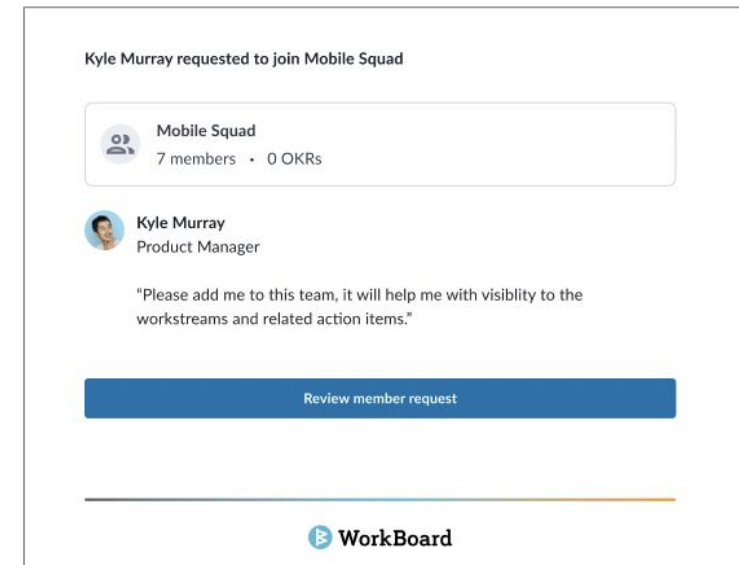 Kyle Murray requested to join Mobile Squad
Mobile Squad
7 members • 0 OKRs
Kyle Murray
Product Manager
“Please add me to this team, it will help me with visiblity to the
workstreams and related action items.”
Review member request
WorkBoard